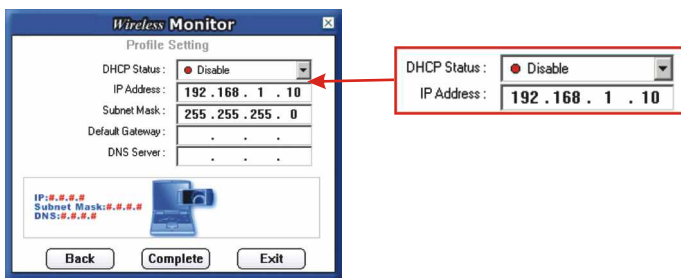 Wireless Monitor
Profile Setting
DHCP Status : Disable
IP Address : 192 . 168 . 1 . 10
Subnet Mask : 255 . 255 . 255 . 0
Default Gateway : . . .
DNS Server : . . .
IP:#.#.#.#
Subnet Mask:#.#.#.#
DNS:#.#.#.#
Back Complete Exit
DHCP Status : Disable
IP Address : 192 . 168 . 1 . 10